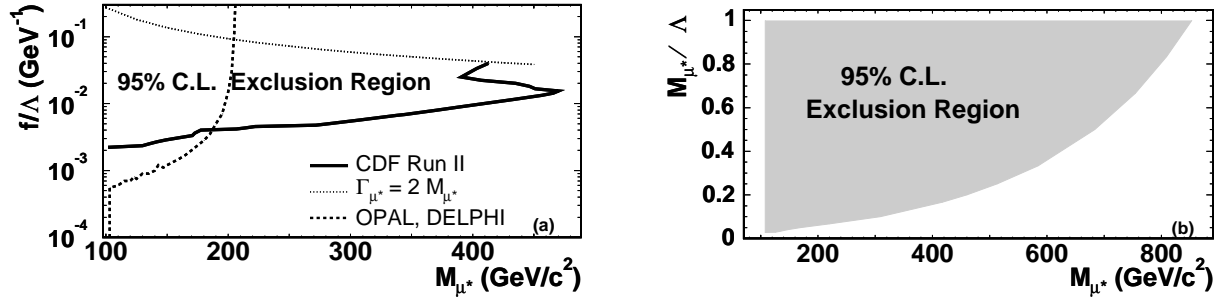 f/Λ (GeV⁻¹)
10⁻¹
10⁻²
10⁻³
10⁻⁴
95% C.L. Exclusion Region
CDF Run II
Γμ* = 2 Mμ*
OPAL, DELPHI
(a)
100 200 300 400
Mμ* (GeV/c²)
Mμ*/ Λ
1
0.8
0.6
0.4
0.2
0
95% C.L.
Exclusion Region
(b)
200 400 600 800
Mμ* (GeV/c²)